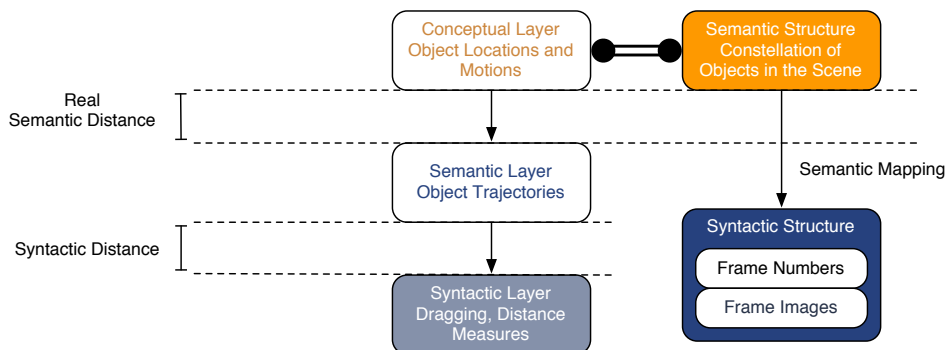 Conceptual Layer
Object Locations and
Motions
Semantic Structure
Constellation of
Objects in the Scene
Real
Semantic Distance
Semantic Layer
Object Trajectories
Semantic Mapping
Syntactic Distance
Syntactic Structure
Frame Numbers
Frame Images
Syntactic Layer
Dragging, Distance
Measures